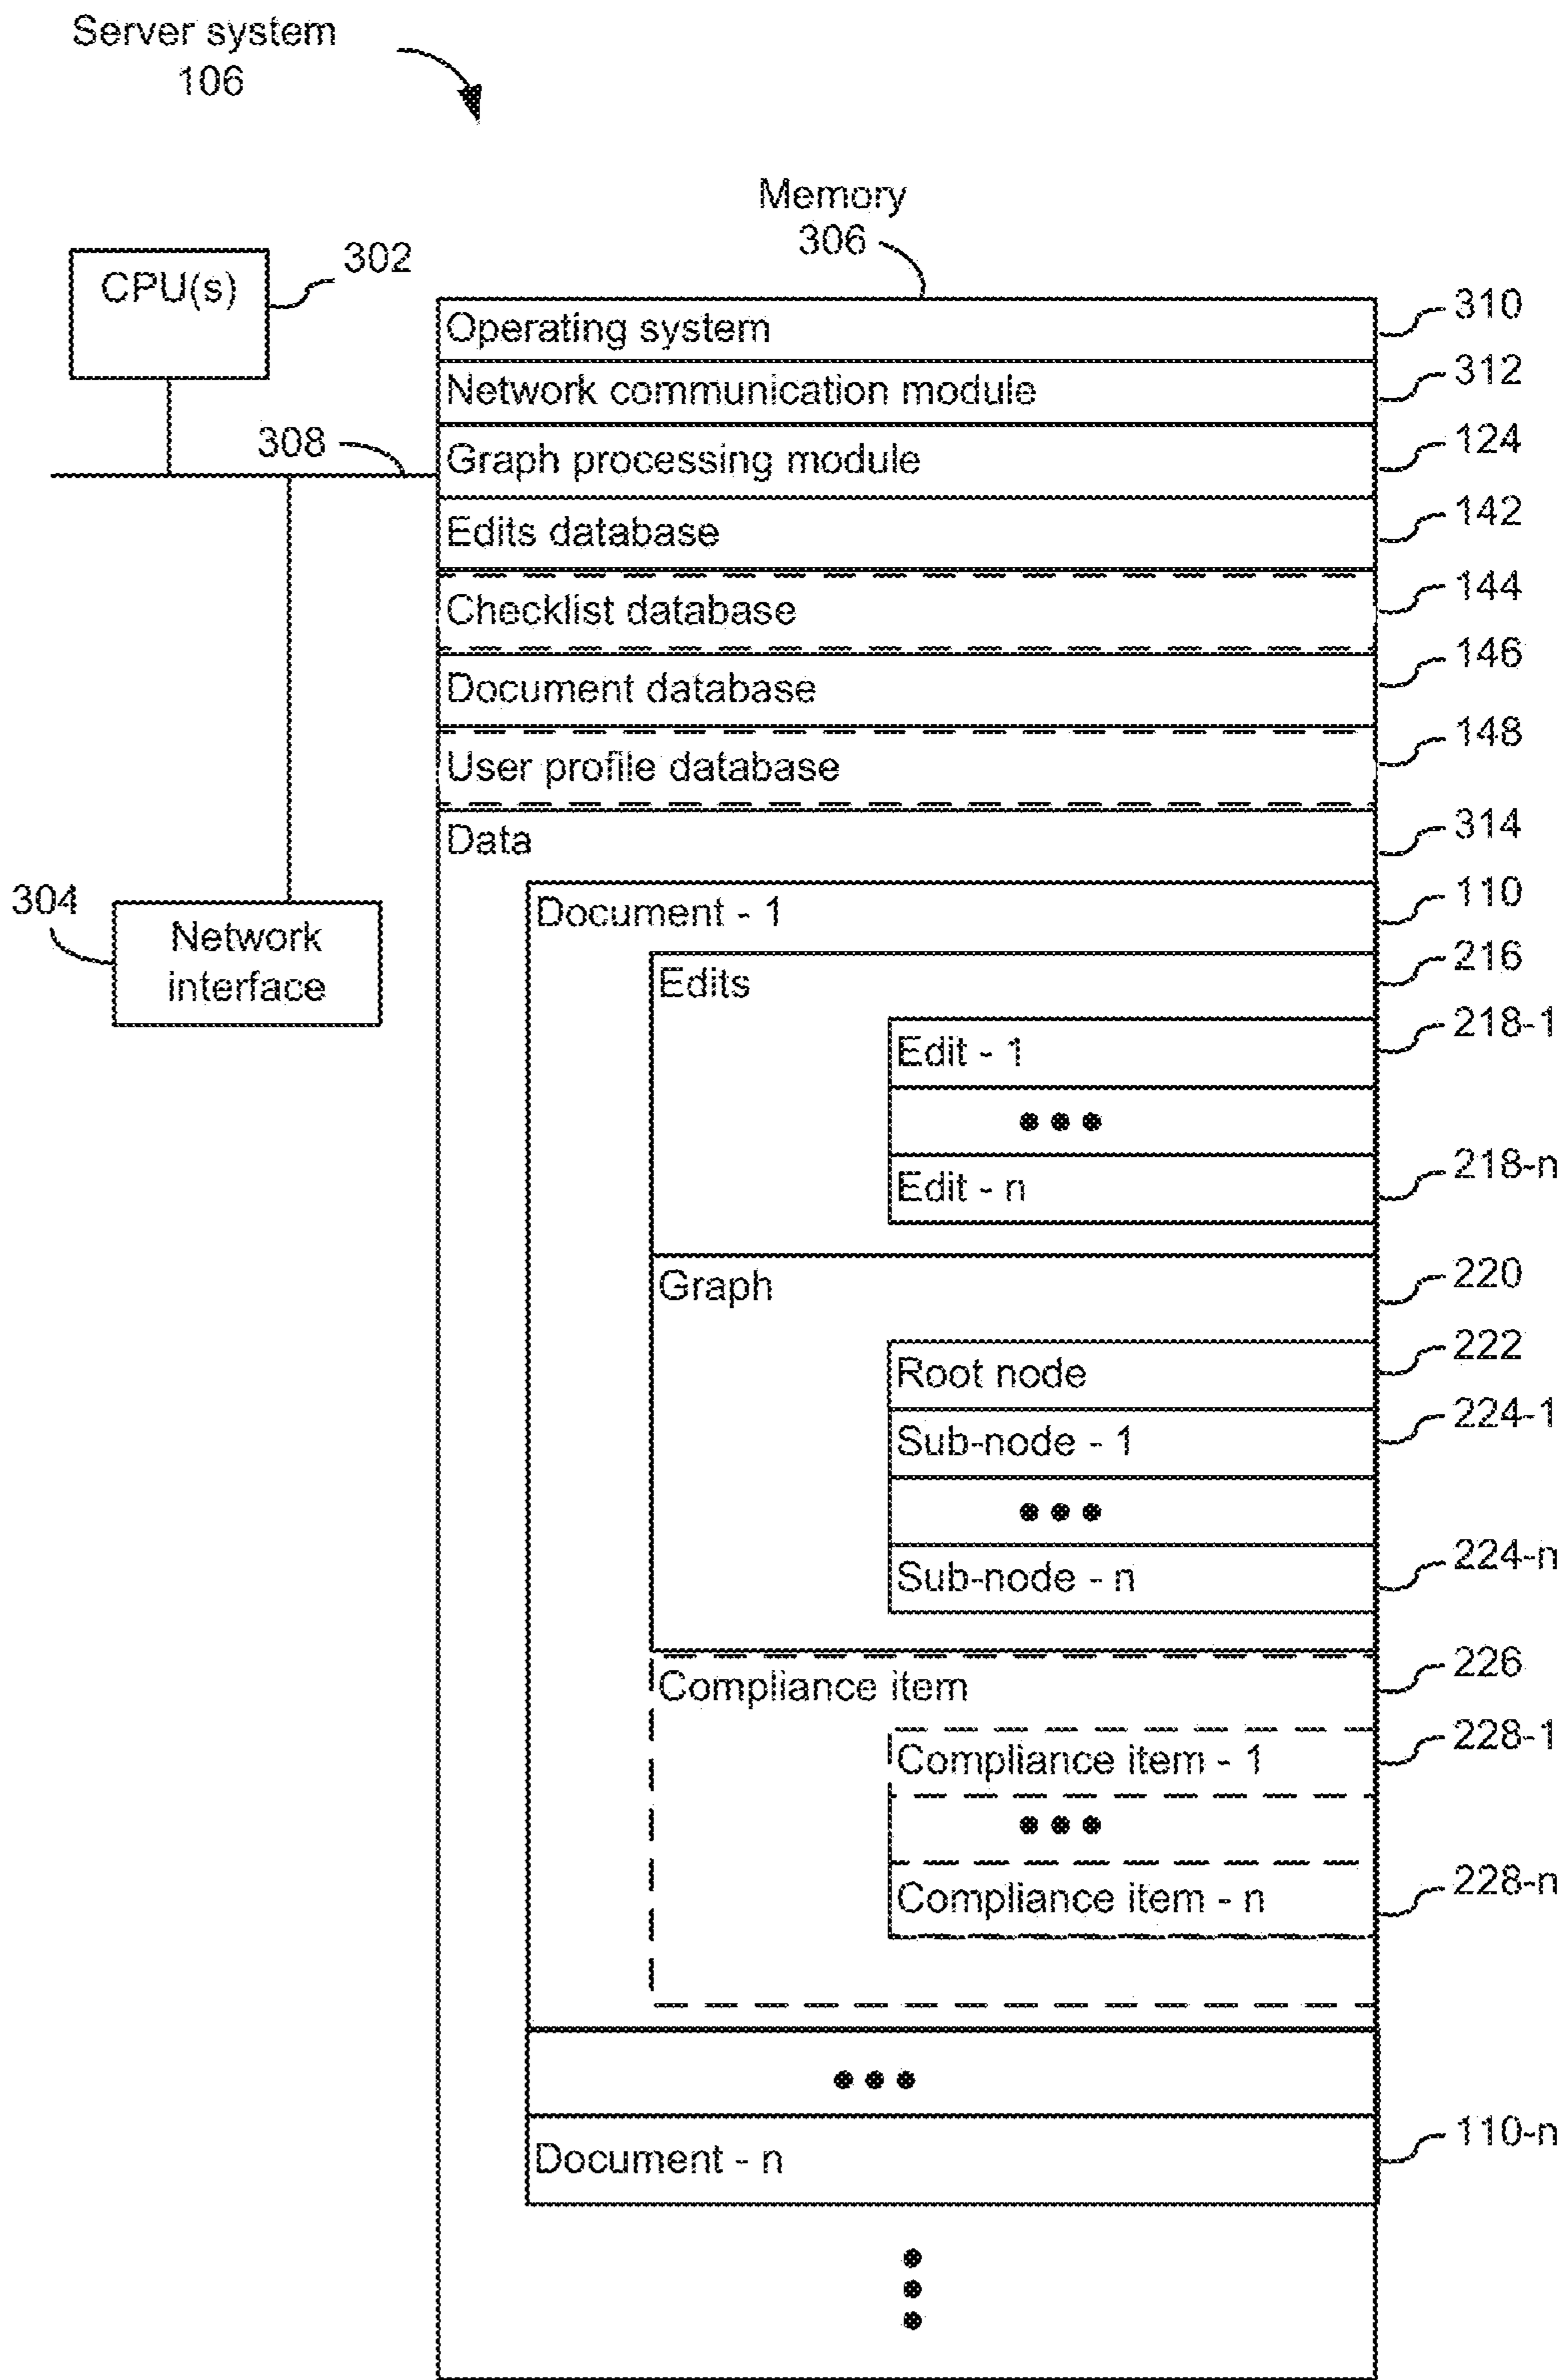 Server system
106
Memory
306
CPU(s)
302
Operating system
310
Network communication module
312
308
Graph processing module
124
Edits database
142
Checklist database
144
Document database
146
User profile database
148
Data
314
304
Network
interface
Document - 1
110
Edits
216
Edit - 1
218-1
Edit - n
218-n
Graph
220
Root node
222
Sub-node - 1
224-1
Sub-node - n
224-n
Compliance item
226
Compliance item - 1
228-1
Compliance item - n
228-n
Document - n
110-n